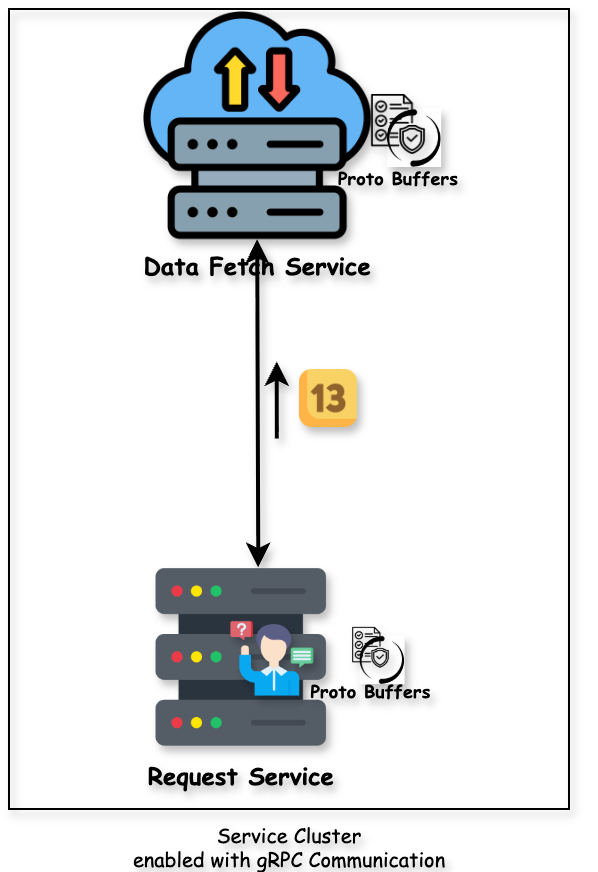 Proto Buffers
Data Fetch Service
13
?
Proto Buffers
Request Service
Service Cluster
enabled with gRPC Communication